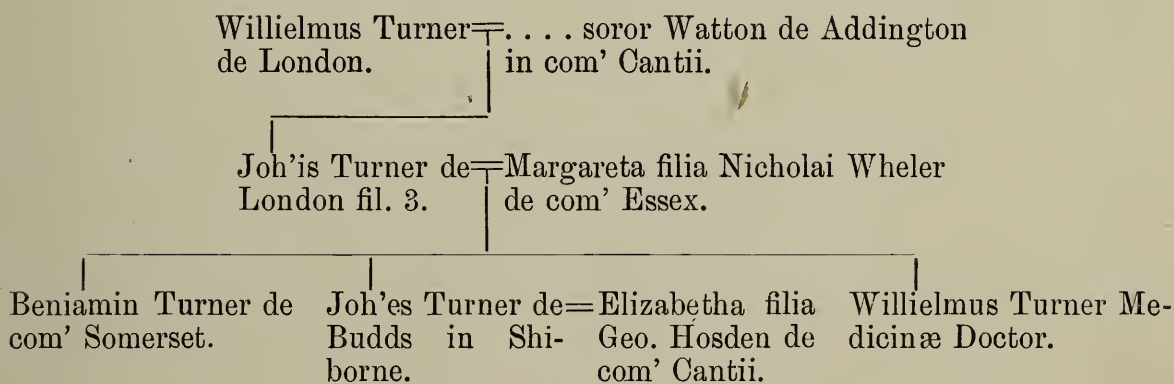 Willielmus Turner=. . . . soror Watton de Addington
de London. in com' Cantii.
Joh'is Turner de=Margareta filia Nicholai Wheler
London fil. 3. de com' Essex.
Beniamin Turner de
com' Somerset.
Joh'es Turner de=Elizabetha filia
Budds in Shi- Geo. Hosden de
borne. com' Cantii.
Willielmus Turner Me-
dicinæ Doctor.